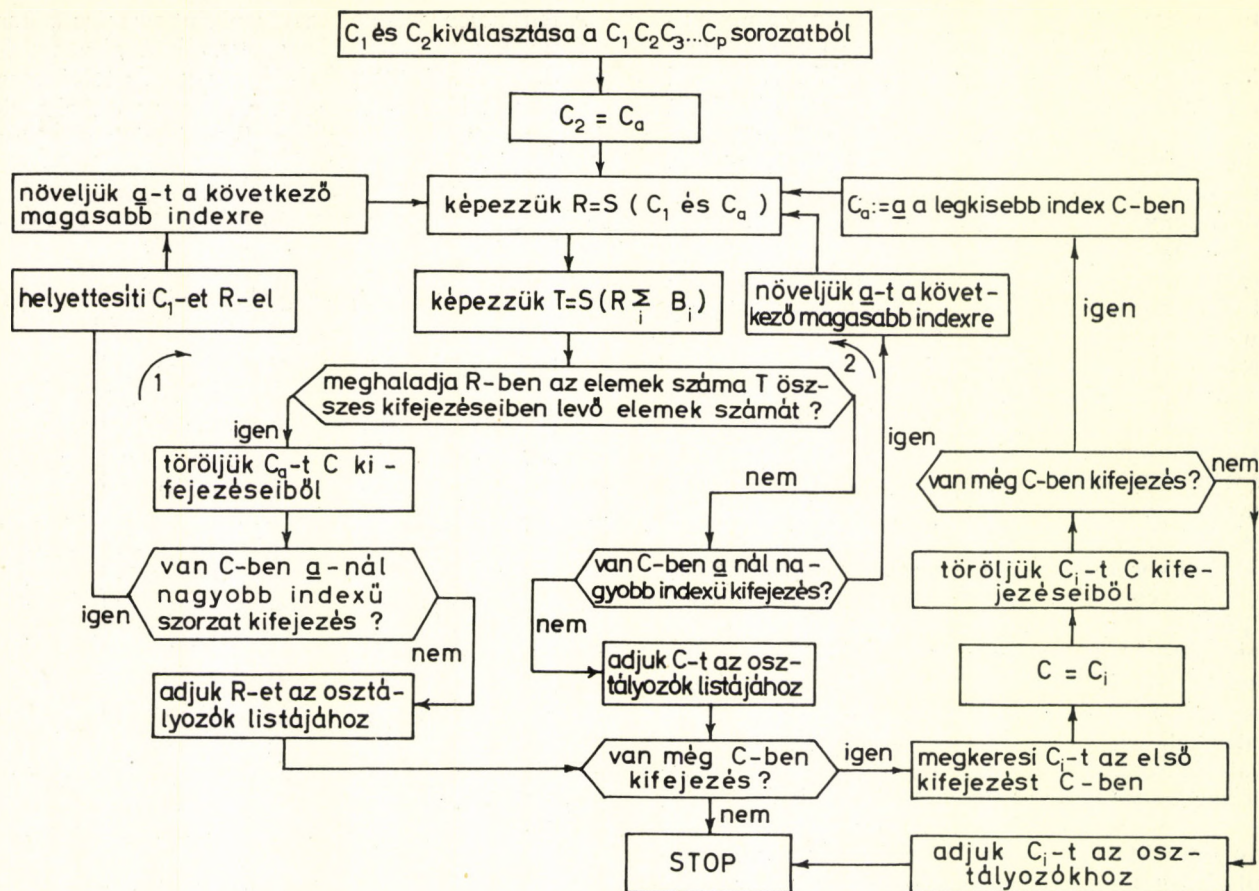 C₁ és C₂ kiválasztása a C₁ C₂ C₃...Cₚ sorozatból
C₂ = Cₐ
növeljük a-t a következő
magasabb indexre
képezzük R=S ( C₁ és Cₐ )
Cₐ:=a a legkisebb index C-ben
helyettesíti C₁-et R-el
képezzük T=S(R Σ Bᵢ)
i
növeljük a-t a követ-
kező magasabb indexre
igen
1
2
meghaladja R-ben az elemek száma T ösz-
szes kifejezéseiben levő elemek számát ?
igen
igen
töröljük Cₐ-t C ki-
fejezéseiből
nem
van még C-ben kifejezés?
nem
van C-ben a-nál
nagyobb indexü
szorzat kifejezés ?
igen
nem
van C-ben a nál na-
gyobb indexü kifejezés?
nem
töröljük Cᵢ-t C kife-
jezéseiből
adjuk C-t az osz-
tályozók listájához
C = Cᵢ
adjuk R-et az osztá-
lyozók listájához
van még C-ben
kifejezés ?
igen
megkeresi Cᵢ-t az első
kifejezést C-ben
nem
STOP
adjuk Cᵢ-t az osz-
tályozókhoz